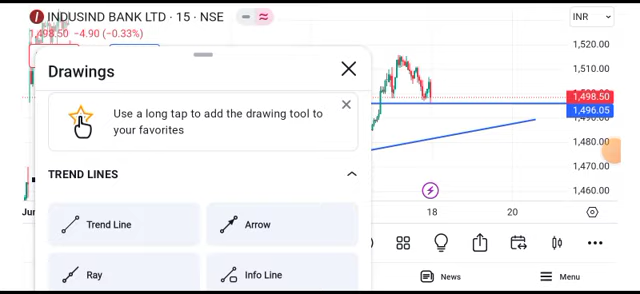 INDUSIND BANK LTD · 15 · NSE
INR
1,498.50 −4.90 (−0.33%)
Drawings
Use a long tap to add the drawing tool to
your favorites
TREND LINES
Trend Line
Arrow
Ray
Info Line
1,520.00
1,510.00
1,498.50
1,496.05
1,490.00
1,480.00
1,470.00
1,460.00
Jun
18
20
News
Menu